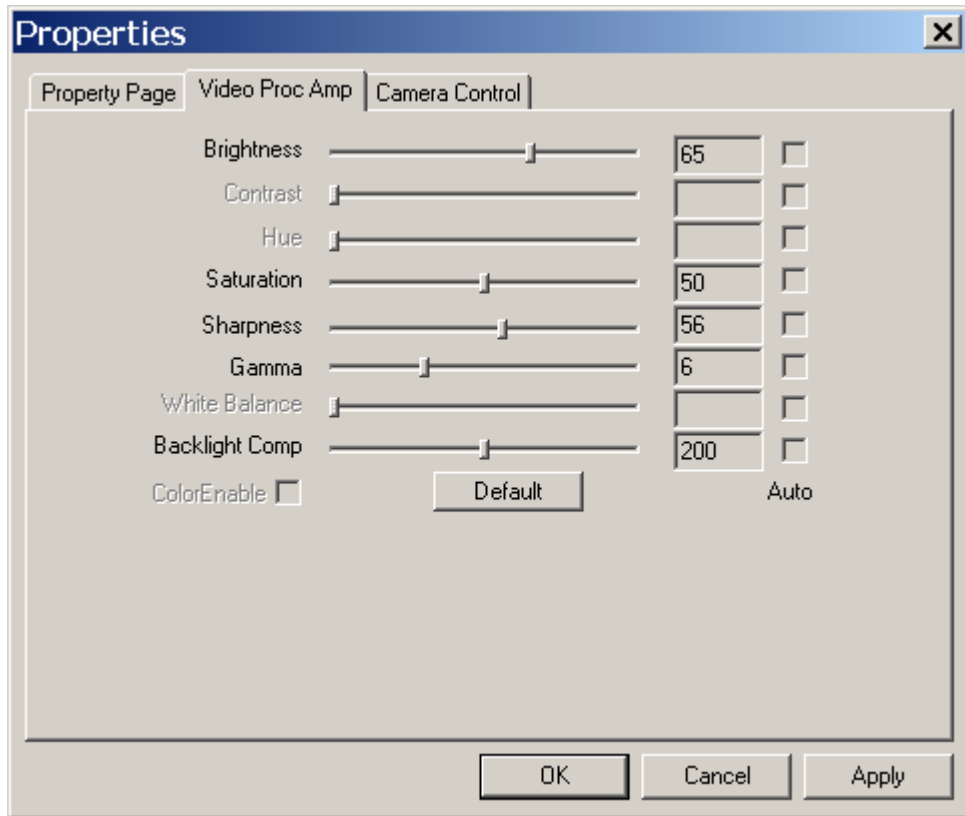 Properties
Property Page Video Proc Amp Camera Control
Brightness 65
Contrast
Hue
Saturation 50
Sharpness 56
Gamma 6
White Balance
Backlight Comp 200
ColorEnable Default Auto
OK Cancel Apply